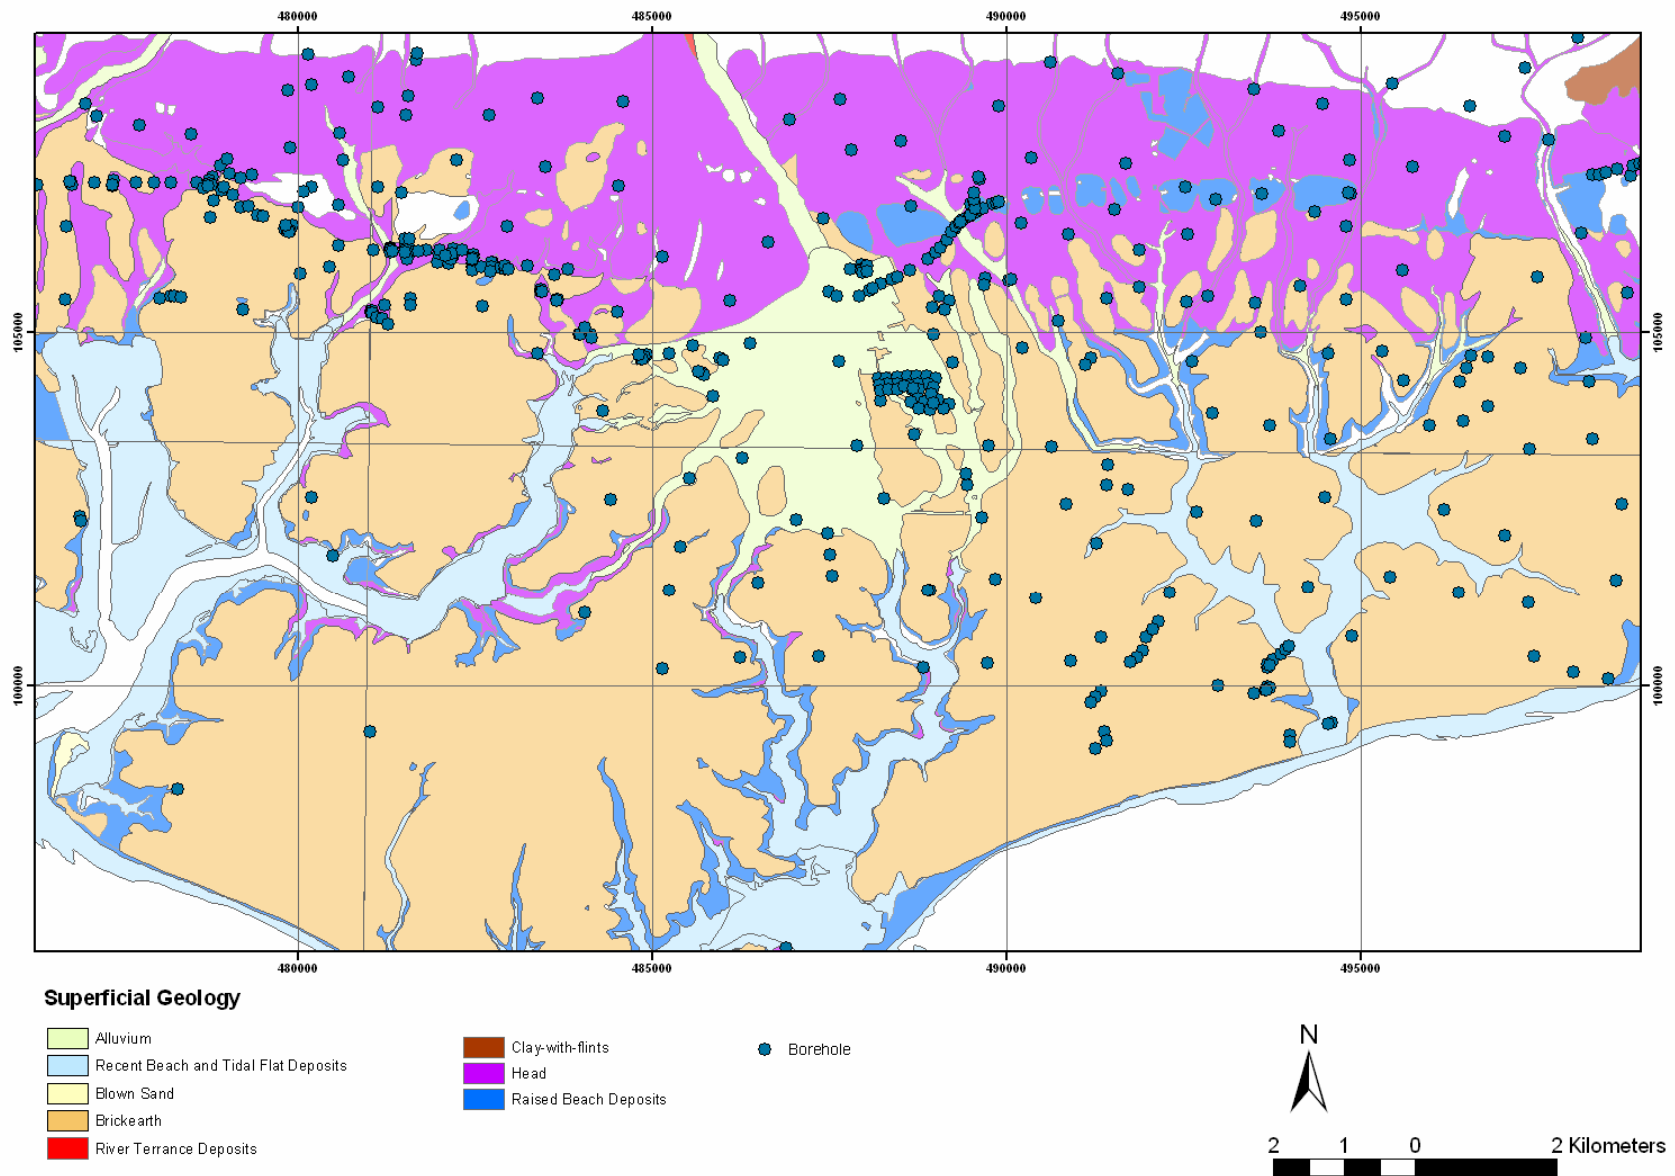 480000 485000 490000 495000
105000 105000
100000 100000
480000 485000 490000 495000
Superficial Geology
Alluvium
Recent Beach and Tidal Flat Deposits
Blown Sand
Brickearth
River Terrance Deposits
Clay-with-flints
Head
Raised Beach Deposits
Borehole
N
2 1 0 2 Kilometers